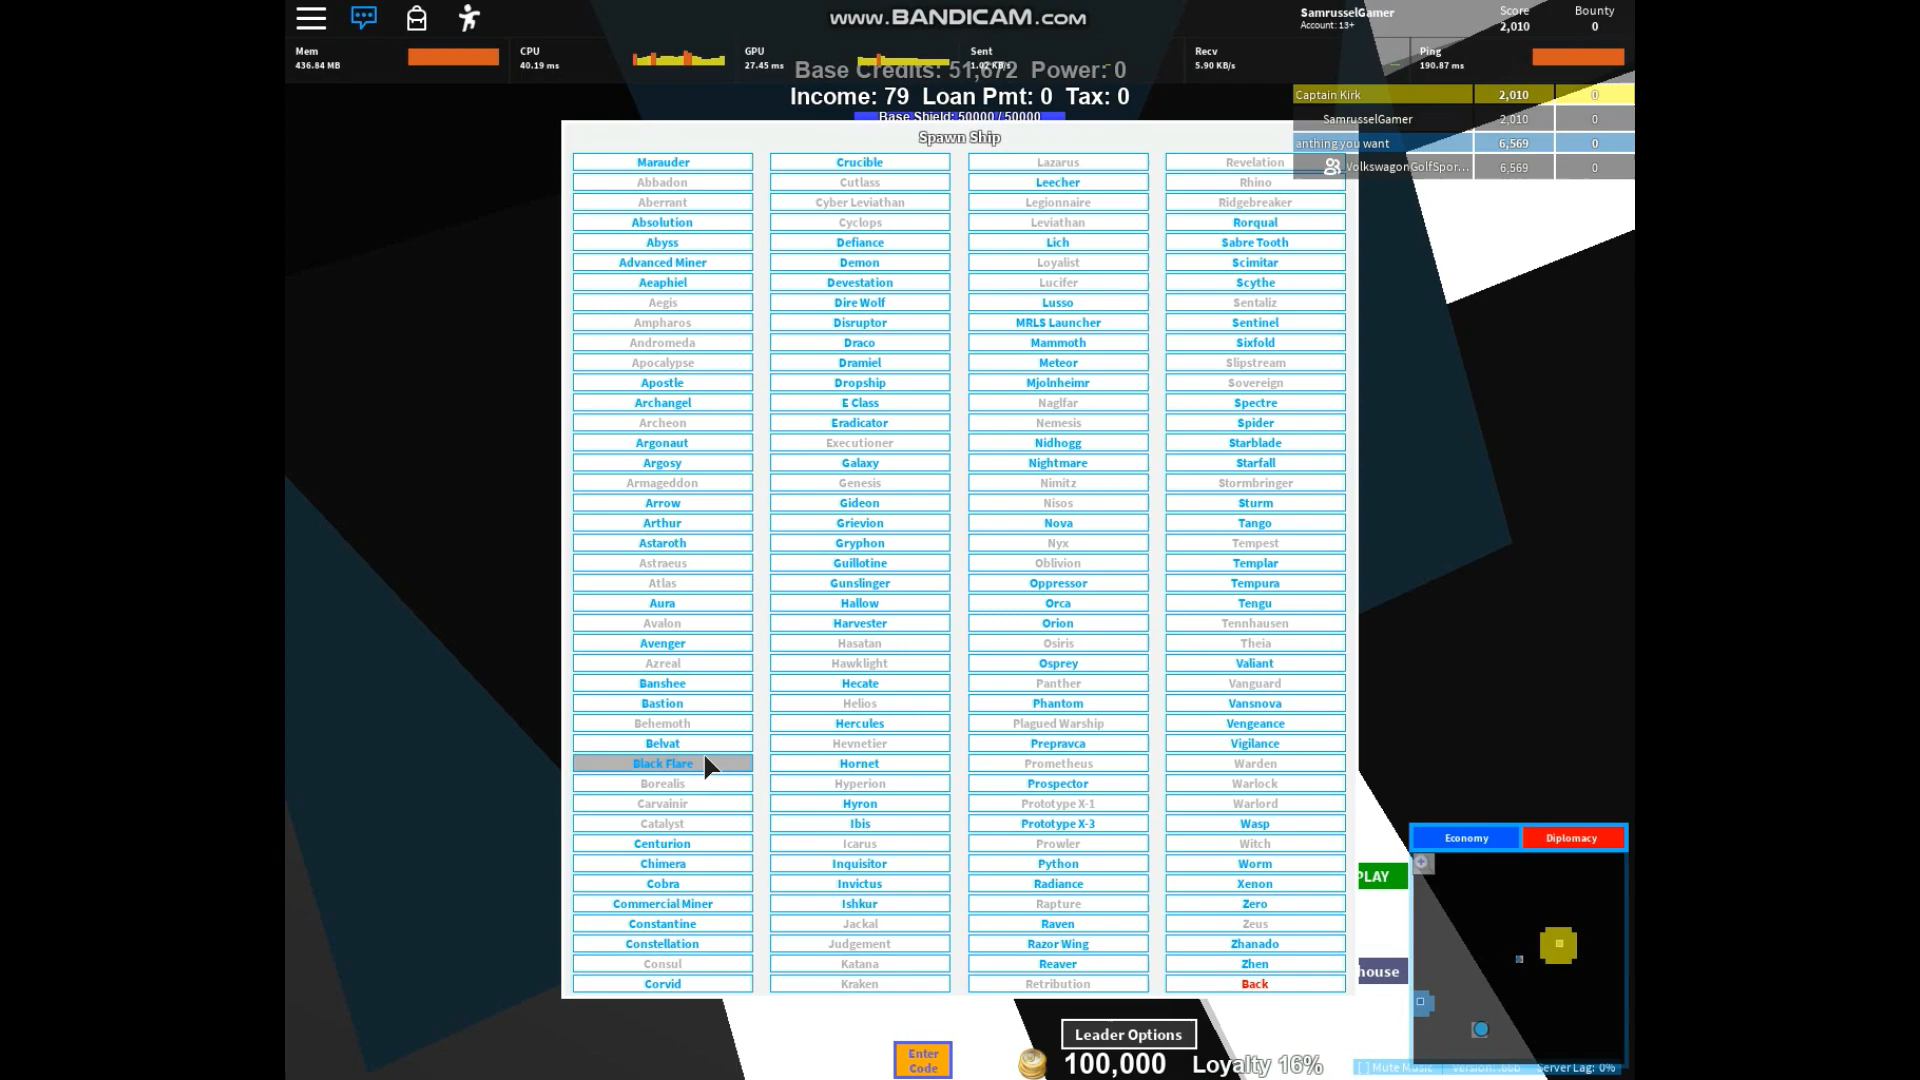 www.BANDICAM.com
SamrusselGamer
Account: 13+
Score
2,010
Bounty
0
Mem
436.84 MB
CPU
40.19 ms
GPU
27.45 ms
Sent
1.02 KB/s
Recv
5.90 KB/s
Ping
190.87 ms
Base Credits: 51,672 Power: 0
Income: 79 Loan Pmt: 0 Tax: 0
Base Shield: 50000 / 50000
Captain Kirk 2,010 0
SamrusselGamer 2,010 0
anthing you want 6,569 0
VolkswagonGolfSpor... 6,569 0
Spawn Ship
Marauder Crucible Lazarus Revelation
Abbadon Cutlass Leecher Rhino
Aberrant Cyber Leviathan Legionnaire Ridgebreaker
Absolution Cyclops Leviathan Rorqual
Abyss Defiance Lich Sabre Tooth
Advanced Miner Demon Loyalist Scimitar
Aeaphiel Devestation Lucifer Scythe
Aegis Dire Wolf Lusso Sentaliz
Ampharos Disruptor MRLS Launcher Sentinel
Andromeda Draco Mammoth Sixfold
Apocalypse Dramiel Meteor Slipstream
Apostle Dropship Mjolnheimr Sovereign
Archangel E Class Naglfar Spectre
Archeon Eradicator Nemesis Spider
Argonaut Executioner Nidhogg Starblade
Argosy Galaxy Nightmare Starfall
Armageddon Genesis Nimitz Stormbringer
Arrow Gideon Nisos Sturm
Arthur Grievion Nova Tango
Astaroth Gryphon Nyx Tempest
Astraeus Guillotine Oblivion Templar
Atlas Gunslinger Oppressor Tempura
Aura Hallow Orca Tengu
Avalon Harvester Orion Tennhausen
Avenger Hasatan Osiris Theia
Azreal Hawklight Osprey Valiant
Banshee Hecate Panther Vanguard
Bastion Helios Phantom Vansnova
Behemoth Hercules Plagued Warship Vengeance
Belvat Hevnetier Prepravca Vigilance
Black Flare Hornet Prometheus Warden
Borealis Hyperion Prospector Warlock
Carvainir Hyron Prototype X-1 Warlord
Catalyst Ibis Prototype X-3 Wasp
Centurion Icarus Prowler Witch
Chimera Inquisitor Python Worm
Cobra Invictus Radiance Xenon
Commercial Miner Ishkur Rapture Zero
Constantine Jackal Raven Zeus
Constellation Judgement Razor Wing Zhanado
Consul Katana Reaver Zhen
Corvid Kraken Retribution Back
Economy Diplomacy
PLAY
house
Leader Options
Enter
Code
100,000 Loyalty 16%
[ ] Mute Music Version: Server Lag: 0%